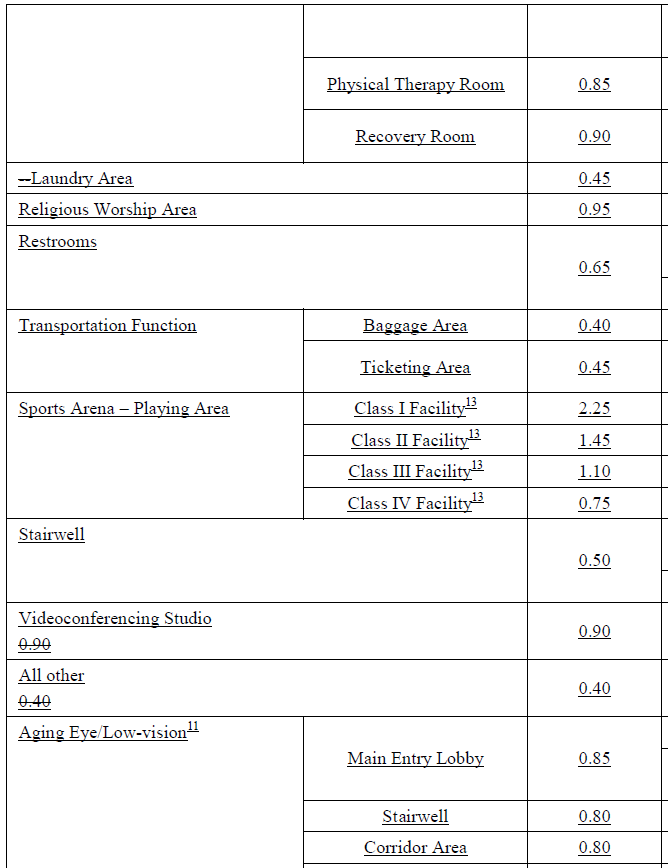 Physical Therapy Room 0.85
Recovery Room 0.90
--Laundry Area 0.45
Religious Worship Area 0.95
Restrooms
0.65
Transportation Function Baggage Area 0.40
Ticketing Area 0.45
Sports Arena – Playing Area Class I Facility13 2.25
Class II Facility13 1.45
Class III Facility13 1.10
Class IV Facility13 0.75
Stairwell
0.50
Videoconferencing Studio
0.90 0.90
All other
0.40 0.40
Aging Eye/Low-vision11
Main Entry Lobby 0.85
Stairwell 0.80
Corridor Area 0.80